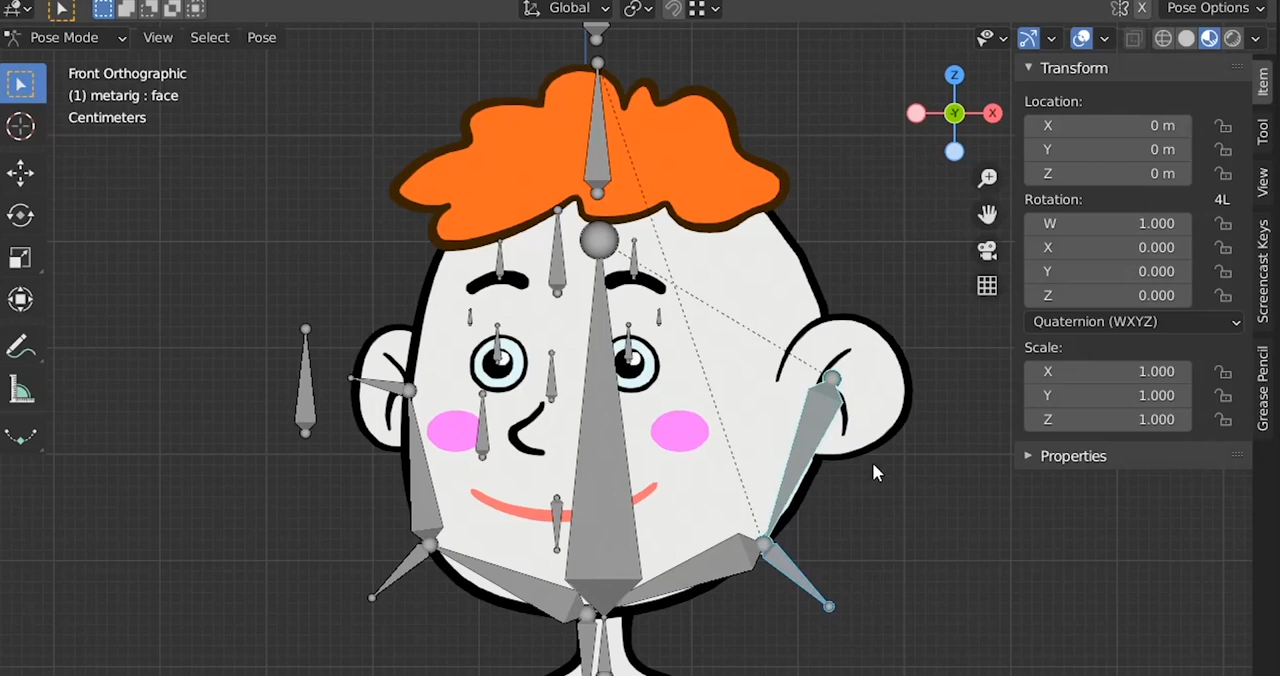 Global
X
Pose Options
Pose Mode
View
Select
Pose
Front Orthographic
(1) metarig : face
Centimeters
Z
-Y
X
Transform
Location:
X 0 m
Y 0 m
Z 0 m
Rotation: 4L
W 1.000
X 0.000
Y 0.000
Z 0.000
Quaternion (WXYZ)
Scale:
X 1.000
Y 1.000
Z 1.000
Properties
Item
Tool
View
Screencast Keys
Grease Pencil